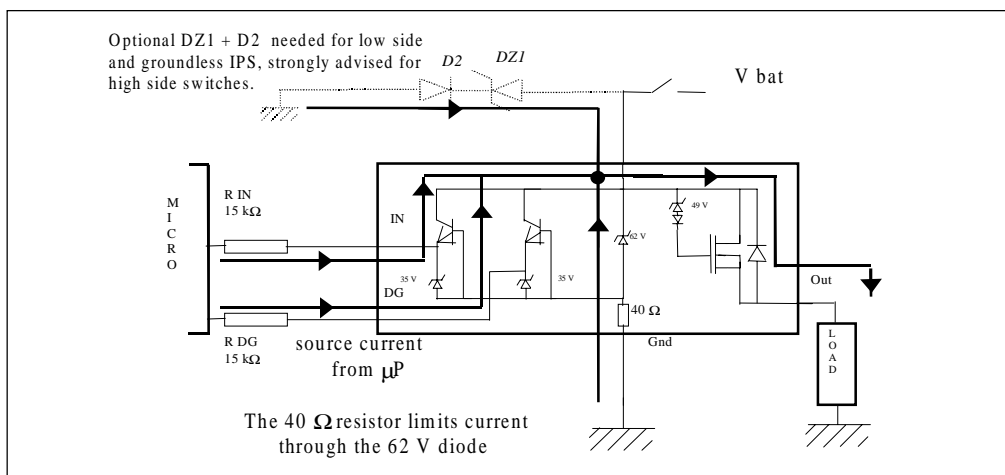 Optional DZ1 + D2 needed for low side
and groundless IPS, strongly advised for
high side switches.
D2
DZ1
V bat
MICRO
R IN
15 kΩ
IN
35 V
DG
35 V
62 V
49 V
40 Ω
Gnd
Out
LOAD
R DG
15 kΩ
source current
from µP
The 40 Ω resistor limits current
through the 62 V diode